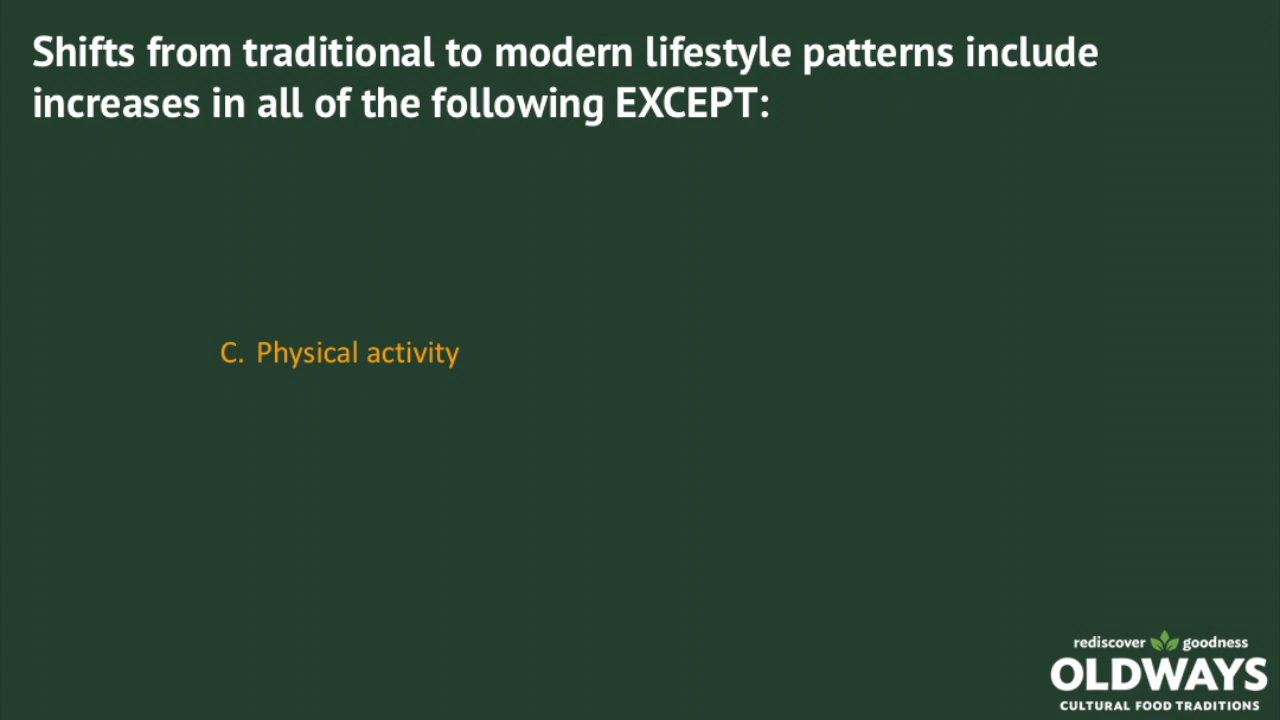 Shifts from traditional to modern lifestyle patterns include
increases in all of the following EXCEPT:
C. Physical activity
rediscover goodness
OLDWAYS
CULTURAL FOOD TRADITIONS